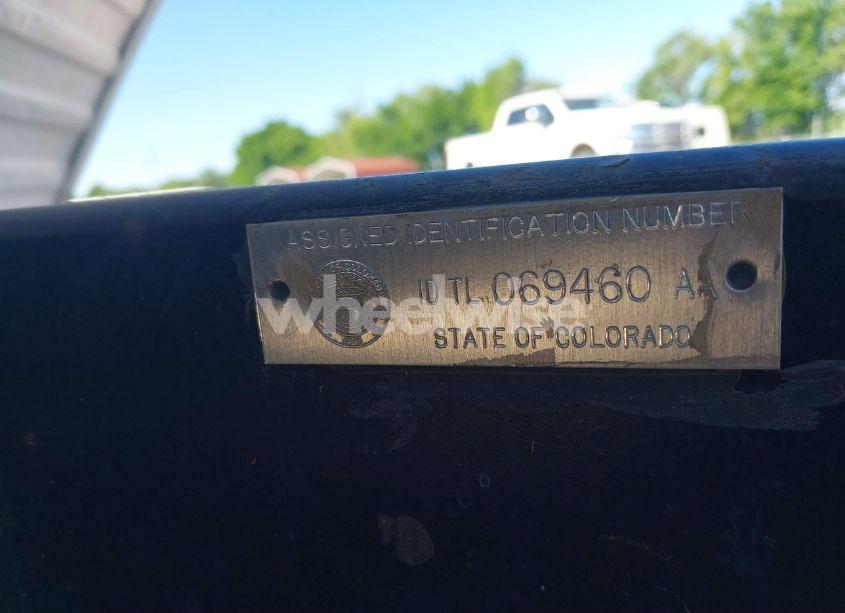 ASSIGNED IDENTIFICATION NUMBER
ID TL 069460 AA
STATE OF COLORADO
wheelwise